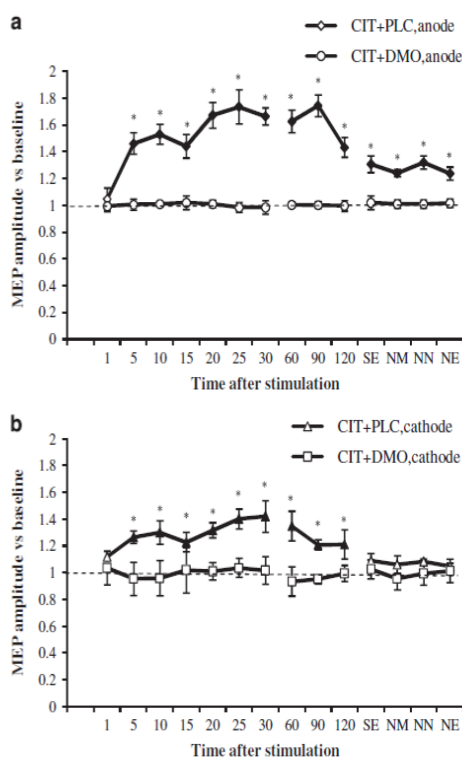 a
CIT+PLC,anode
CIT+DMO,anode
MEP amplitude vs baseline
2
1.8
1.6
1.4
1.2
1
0.8
0.6
0.4
0.2
0
* * * * * * * * * * * * * *
1 5 10 15 20 25 30 60 90 120 SE NM NN NE
Time after stimulation
b
CIT+PLC,cathode
CIT+DMO,cathode
MEP amplitude vs baseline
2
1.8
1.6
1.4
1.2
1
0.8
0.6
0.4
0.2
0
* * * * * * * * *
1 5 10 15 20 25 30 60 90 120 SE NM NN NE
Time after stimulation